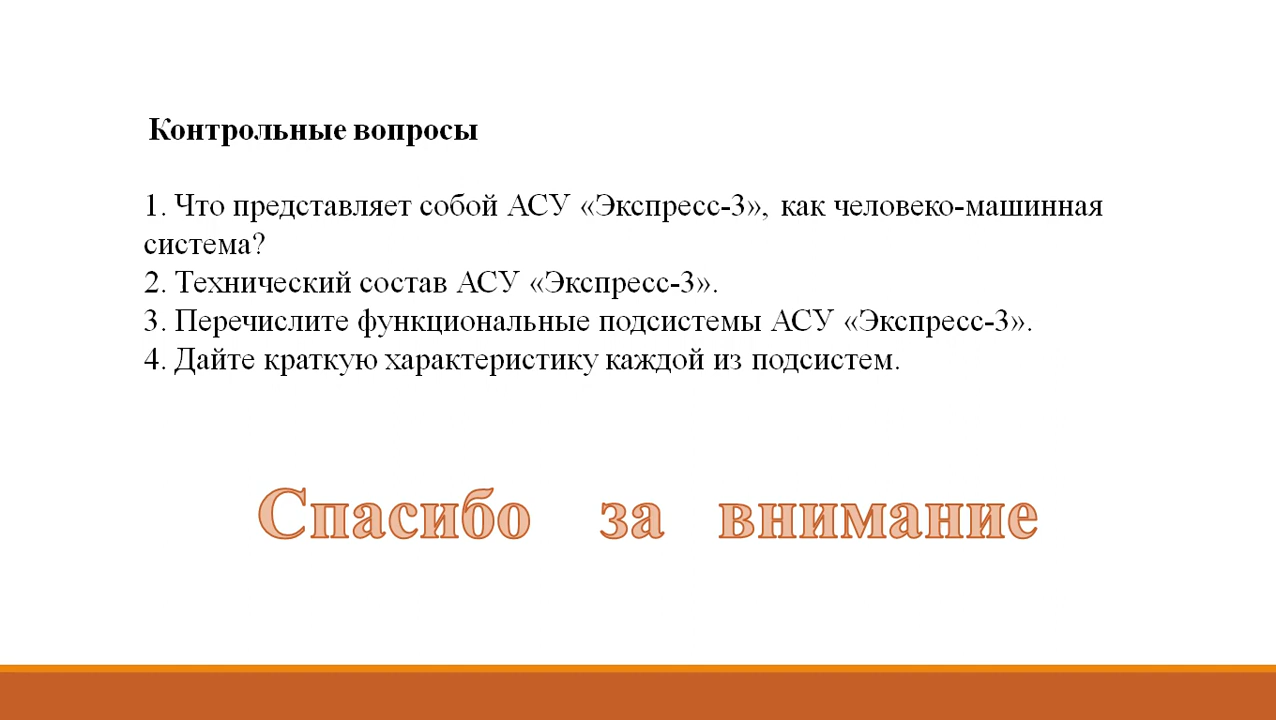 Контрольные вопросы
1. Что представляет собой АСУ «Экспресс-3», как человеко-машинная
система?
2. Технический состав АСУ «Экспресс-3».
3. Перечислите функциональные подсистемы АСУ «Экспресс-3».
4. Дайте краткую характеристику каждой из подсистем.
Спасибо за внимание